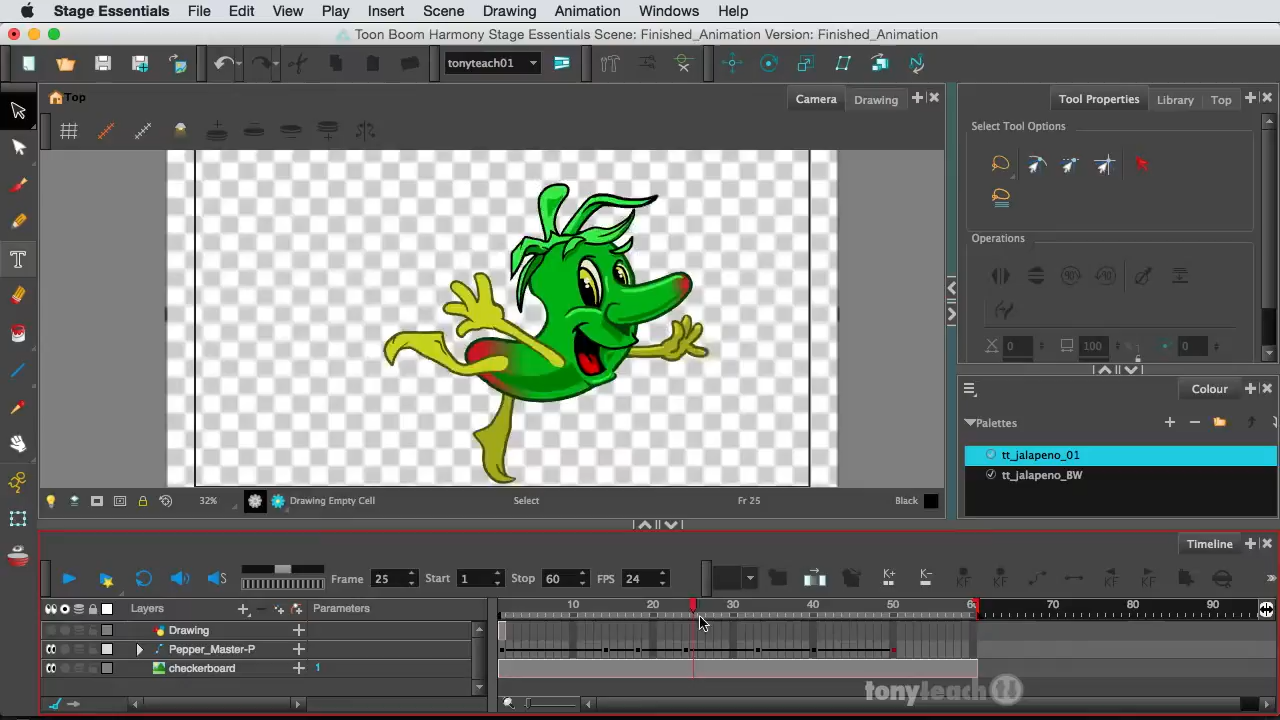 Stage Essentials File Edit View Play Insert Scene Drawing Animation Windows Help
Toon Boom Harmony Stage Essentials Scene: Finished_Animation Version: Finished_Animation
tonyteach01
Top Camera Drawing
Tool Properties Library Top
Select Tool Options
Operations
0 100 0
Colour
Palettes
tt_jalapeno_01
tt_jalapeno_BW
32% Drawing Empty Cell Select Fr 25 Black
Timeline
Frame 25 Start 1 Stop 60 FPS 24
Layers Parameters
10 20 30 40 50 70 80 90
Drawing
Pepper_Master-P
checkerboard 1
tonyteach